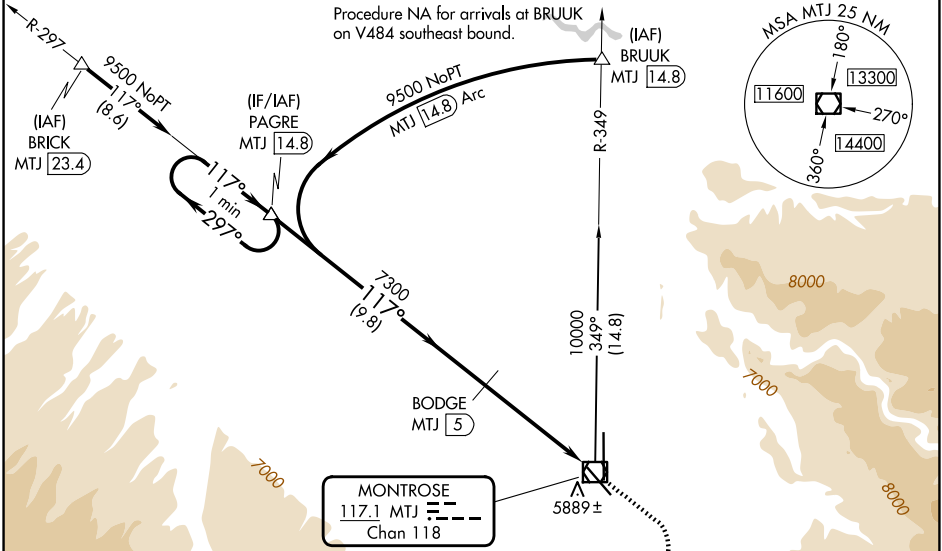 Procedure NA for arrivals at BRUUK
on V484 southeast bound.
R-297
9500 NoPT
117°
(8.6)
(IAF)
BRICK
MTJ 23.4
(IF/IAF)
PAGRE
MTJ 14.8
117°
1 min
297°
9500 NoPT
MTJ 14.8 Arc
(IAF)
BRUUK
MTJ 14.8
R-349
MSA MTJ 25 NM
180°
13300
11600
270°
14400
360°
7300
117°
(9.8)
10000
349°
(14.8)
BODGE
MTJ 5
8000
7000
7000
8000
MONTROSE
117.1 MTJ
Chan 118
5889 ±